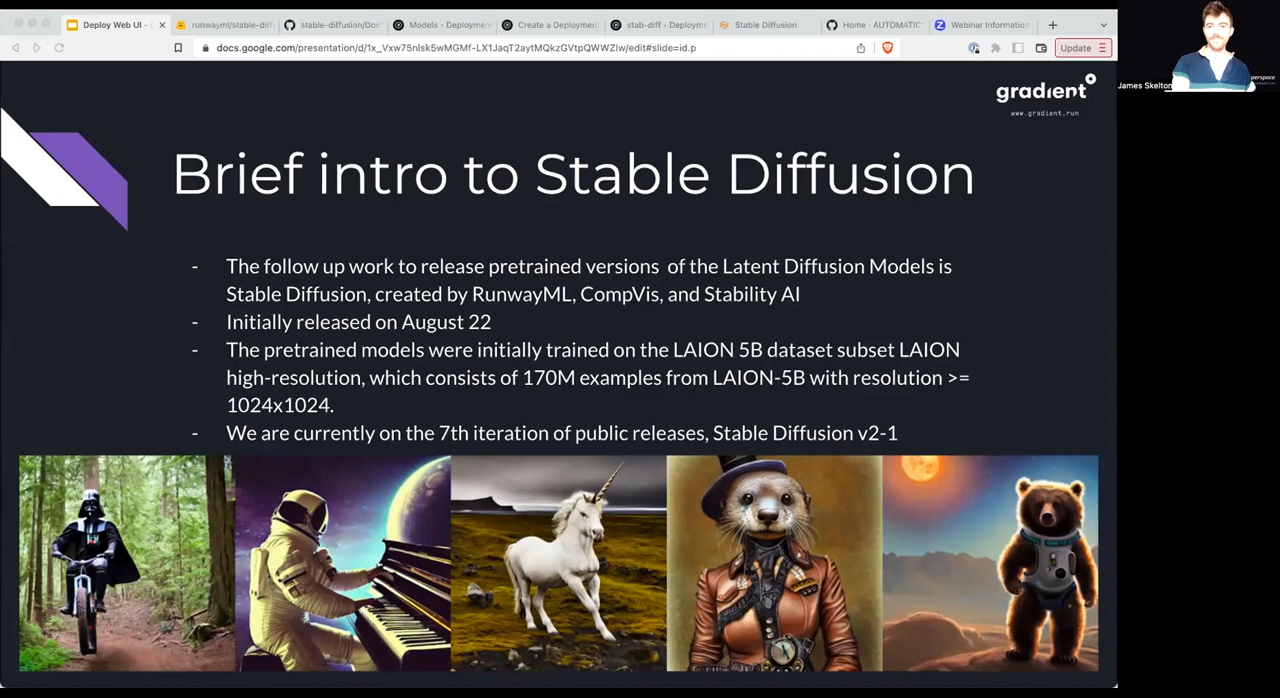 Deploy Web UI -
runwayml/stable-diff
stable-diffusion/Doc
Models › Deploymen
Create a Deployment
stab-diff › Deployme
Stable Diffusion
Home · AUTOMATIC
Webinar Information
docs.google.com/presentation/d/1x_Vxw75nlsk5wMGMf-LX1JaqT2aytMQkzGVtpQWWZIw/edit#slide=id.p
Update
perspace
James Skelton
gradient
www.gradient.run
Brief intro to Stable Diffusion
- The follow up work to release pretrained versions of the Latent Diffusion Models is
Stable Diffusion, created by RunwayML, CompVis, and Stability AI
- Initially released on August 22
- The pretrained models were initially trained on the LAION 5B dataset subset LAION
high-resolution, which consists of 170M examples from LAION-5B with resolution >=
1024x1024.
- We are currently on the 7th iteration of public releases, Stable Diffusion v2-1